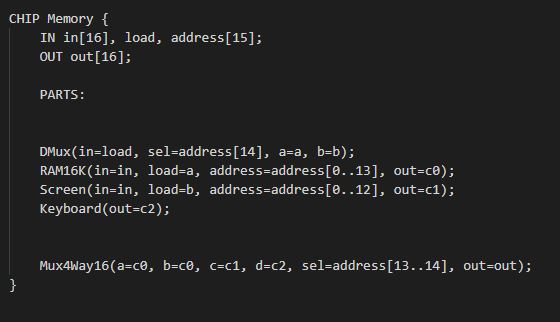 CHIP Memory {
    IN in[16], load, address[15];
    OUT out[16];

    PARTS:


    DMux(in=load, sel=address[14], a=a, b=b);
    RAM16K(in=in, load=a, address=address[0..13], out=c0);
    Screen(in=in, load=b, address=address[0..12], out=c1);
    Keyboard(out=c2);


    Mux4Way16(a=c0, b=c0, c=c1, d=c2, sel=address[13..14], out=out);
}